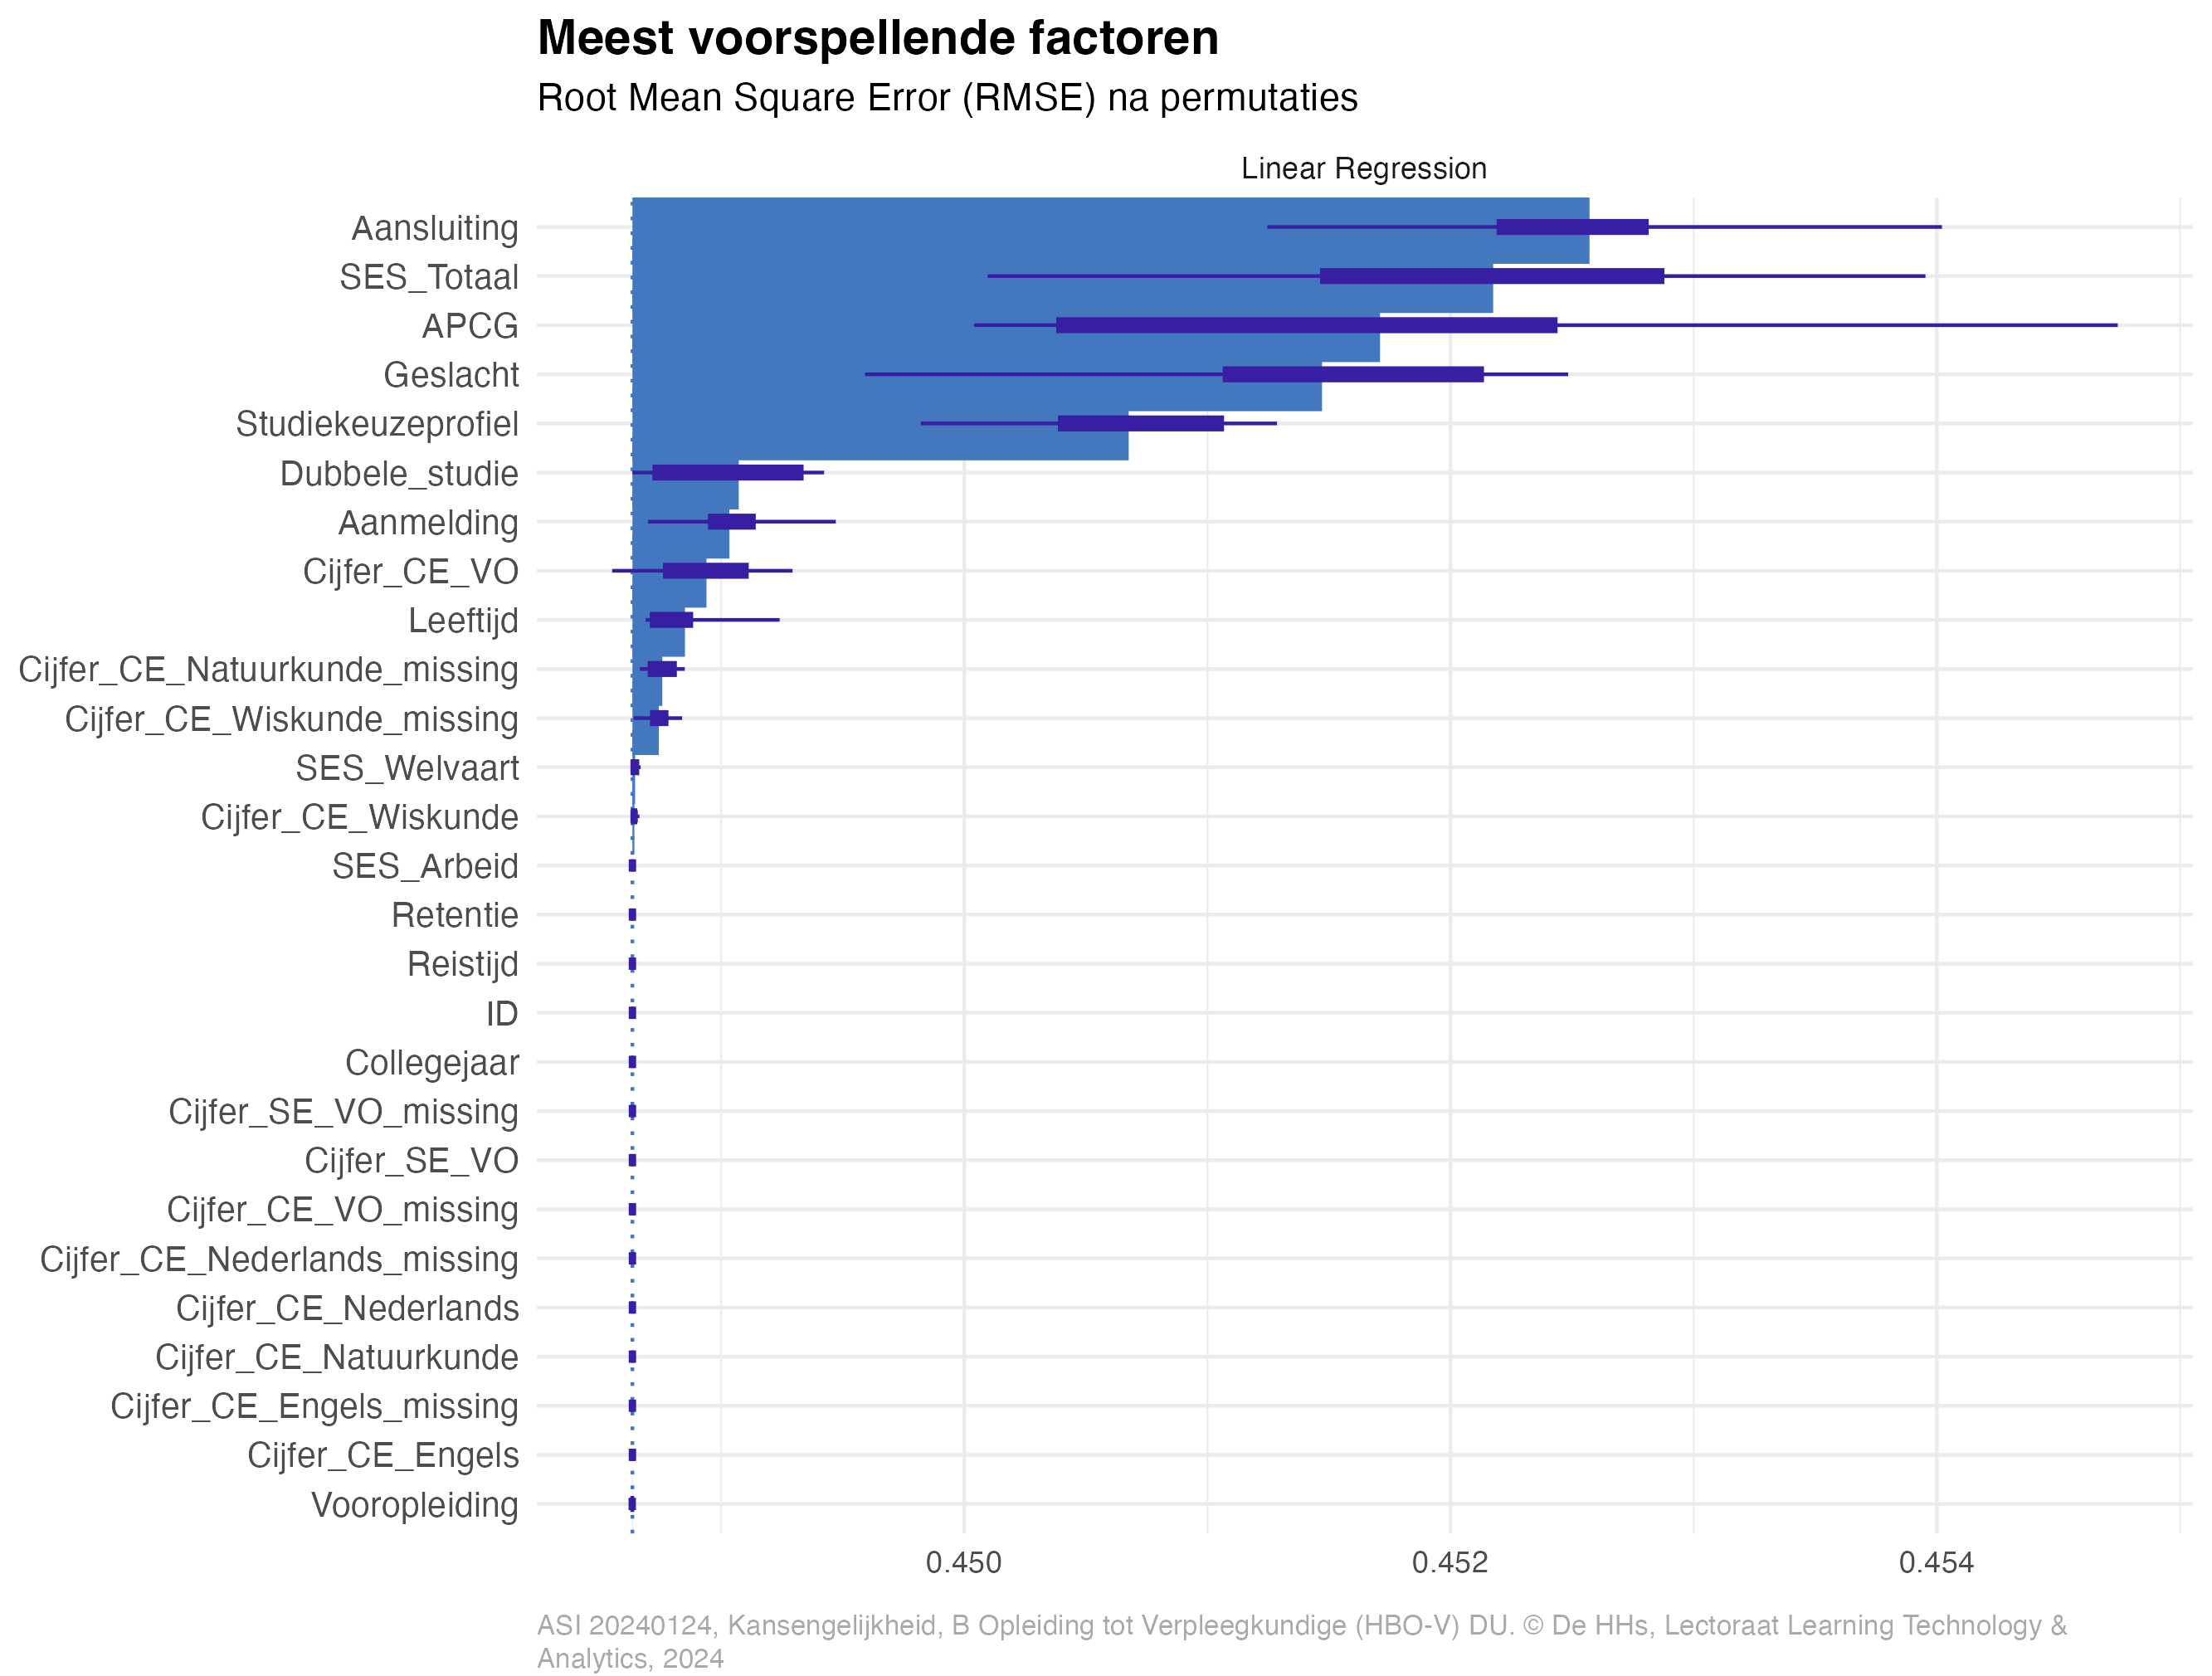 Meest voorspellende factoren
Root Mean Square Error (RMSE) na permutaties
Linear Regression
Aansluiting
SES_Totaal
APCG
Geslacht
Studiekeuzeprofiel
Dubbele_studie
Aanmelding
Cijfer_CE_VO
Leeftijd
Cijfer_CE_Natuurkunde_missing
Cijfer_CE_Wiskunde_missing
SES_Welvaart
Cijfer_CE_Wiskunde
SES_Arbeid
Retentie
Reistijd
ID
Collegejaar
Cijfer_SE_VO_missing
Cijfer_SE_VO
Cijfer_CE_VO_missing
Cijfer_CE_Nederlands_missing
Cijfer_CE_Nederlands
Cijfer_CE_Natuurkunde
Cijfer_CE_Engels_missing
Cijfer_CE_Engels
Vooropleiding
0.450 0.452 0.454
ASI 20240124, Kansengelijkheid, B Opleiding tot Verpleegkundige (HBO-V) DU. © De HHs, Lectoraat Learning Technology &
Analytics, 2024